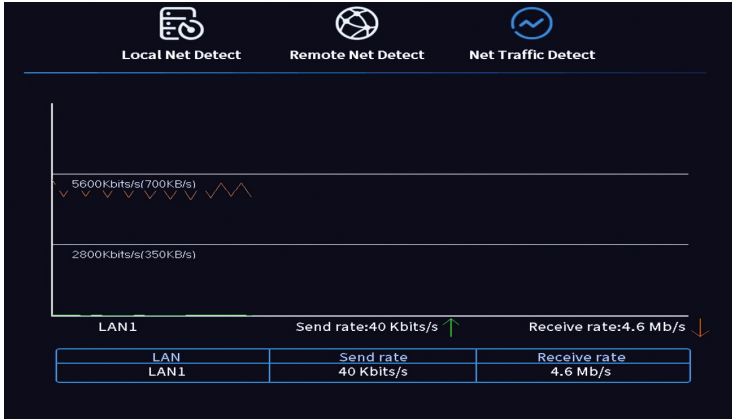 Local Net Detect Remote Net Detect Net Traffic Detect
5600Kbits/s(700KB/s)
2800Kbits/s(350KB/s)
LAN1 Send rate:40 Kbits/s Receive rate:4.6 Mb/s
LAN Send rate Receive rate
LAN1 40 Kbits/s 4.6 Mb/s